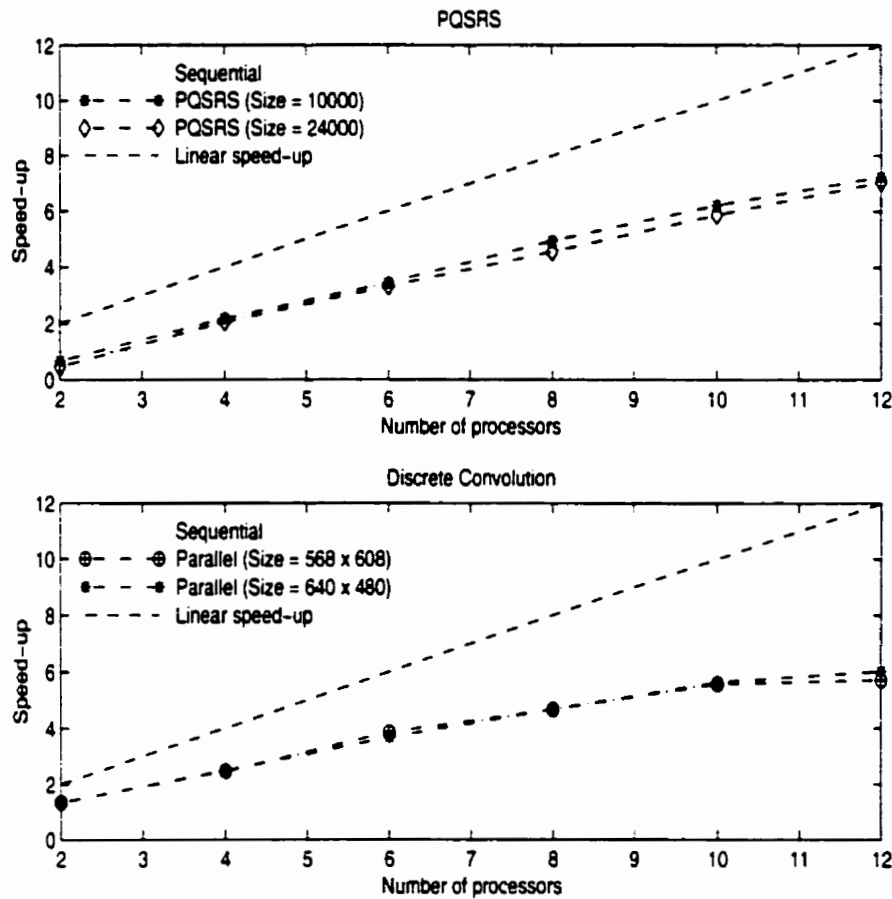 PQSRS
12
10
8
6
4
2
0
Speed-up
Sequential
PQSRS (Size = 10000)
PQSRS (Size = 24000)
Linear speed-up
2 3 4 5 6 7 8 9 10 11 12
Number of processors
Discrete Convolution
12
10
8
6
4
2
0
Speed-up
Sequential
Parallel (Size = 568 x 608)
Parallel (Size = 640 x 480)
Linear speed-up
2 3 4 5 6 7 8 9 10 11 12
Number of processors